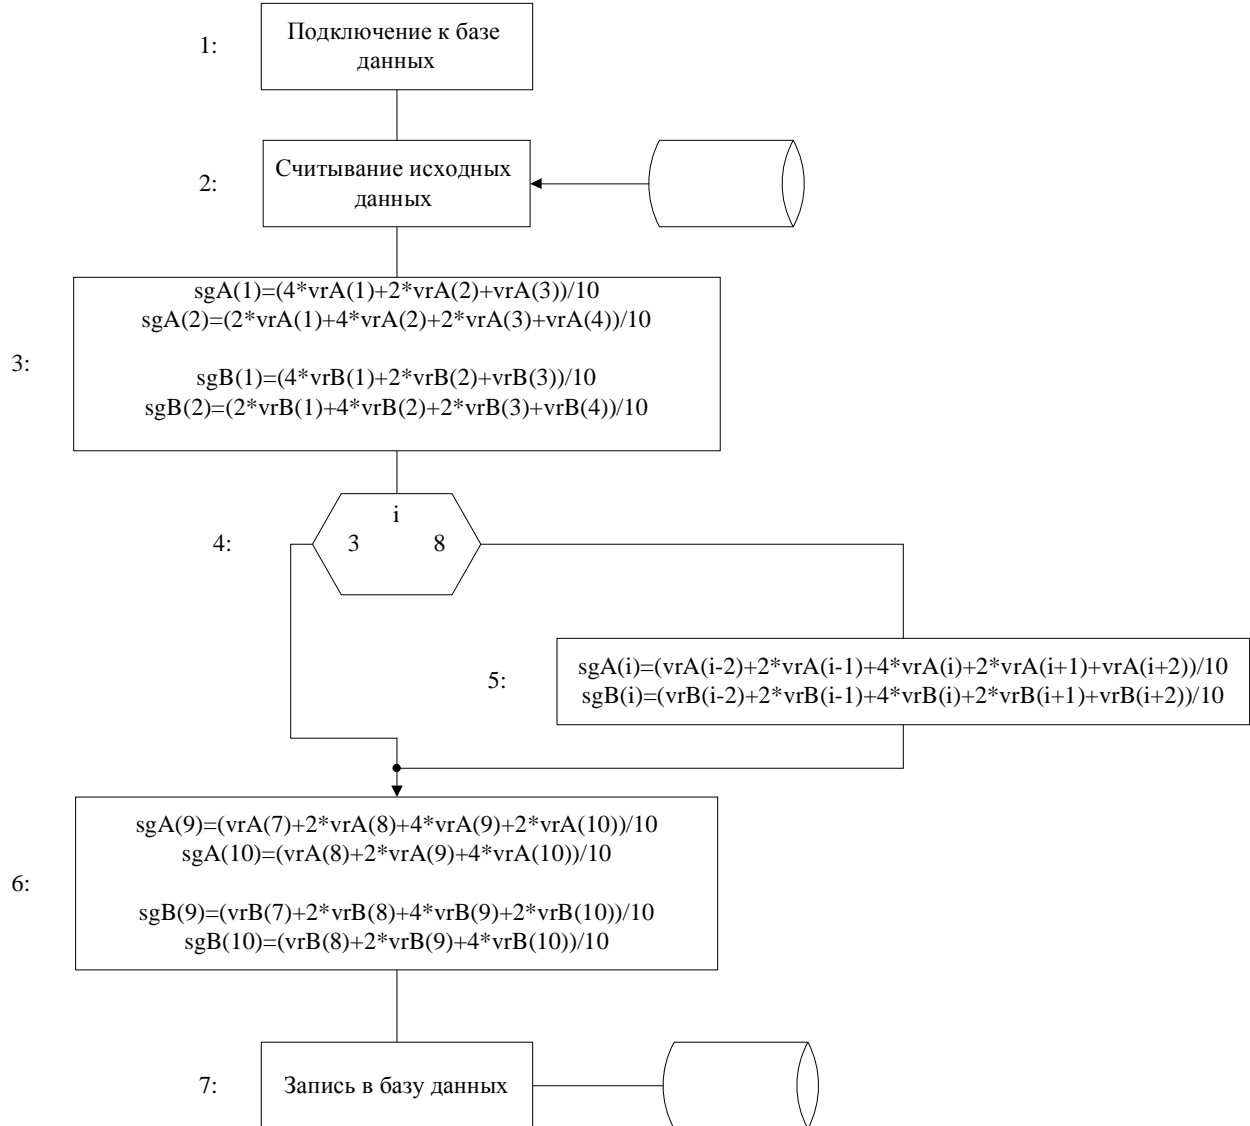 1:
Подключение к базе
данных
2:
Считывание исходных
данных
3:
sgA(1)=(4*vrA(1)+2*vrA(2)+vrA(3))/10
sgA(2)=(2*vrA(1)+4*vrA(2)+2*vrA(3)+vrA(4))/10
sgB(1)=(4*vrB(1)+2*vrB(2)+vrB(3))/10
sgB(2)=(2*vrB(1)+4*vrB(2)+2*vrB(3)+vrB(4))/10
4:
i
3 8
5:
sgA(i)=(vrA(i-2)+2*vrA(i-1)+4*vrA(i)+2*vrA(i+1)+vrA(i+2))/10
sgB(i)=(vrB(i-2)+2*vrB(i-1)+4*vrB(i)+2*vrB(i+1)+vrB(i+2))/10
6:
sgA(9)=(vrA(7)+2*vrA(8)+4*vrA(9)+2*vrA(10))/10
sgA(10)=(vrA(8)+2*vrA(9)+4*vrA(10))/10
sgB(9)=(vrB(7)+2*vrB(8)+4*vrB(9)+2*vrB(10))/10
sgB(10)=(vrB(8)+2*vrB(9)+4*vrB(10))/10
7:
Запись в базу данных